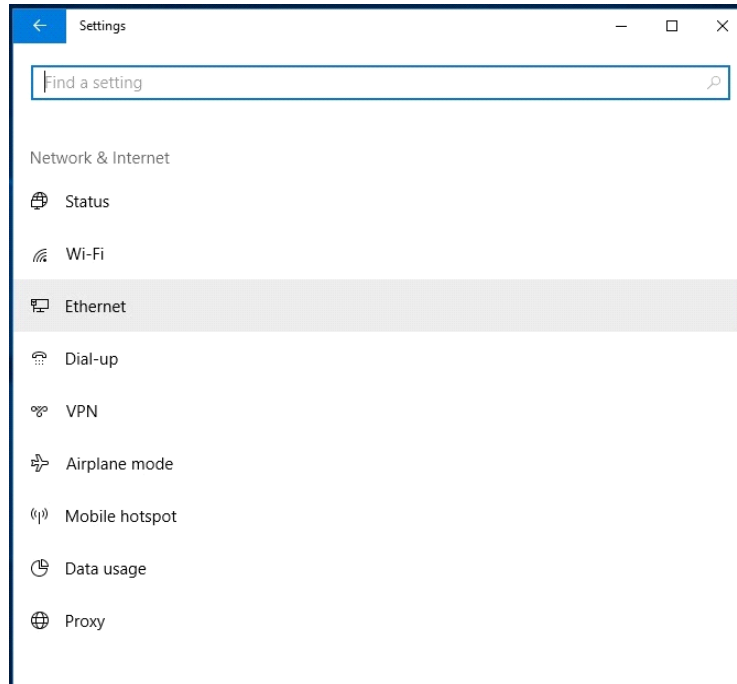 Settings
Find a setting
Network & Internet
Status
Wi-Fi
Ethernet
Dial-up
VPN
Airplane mode
Mobile hotspot
Data usage
Proxy